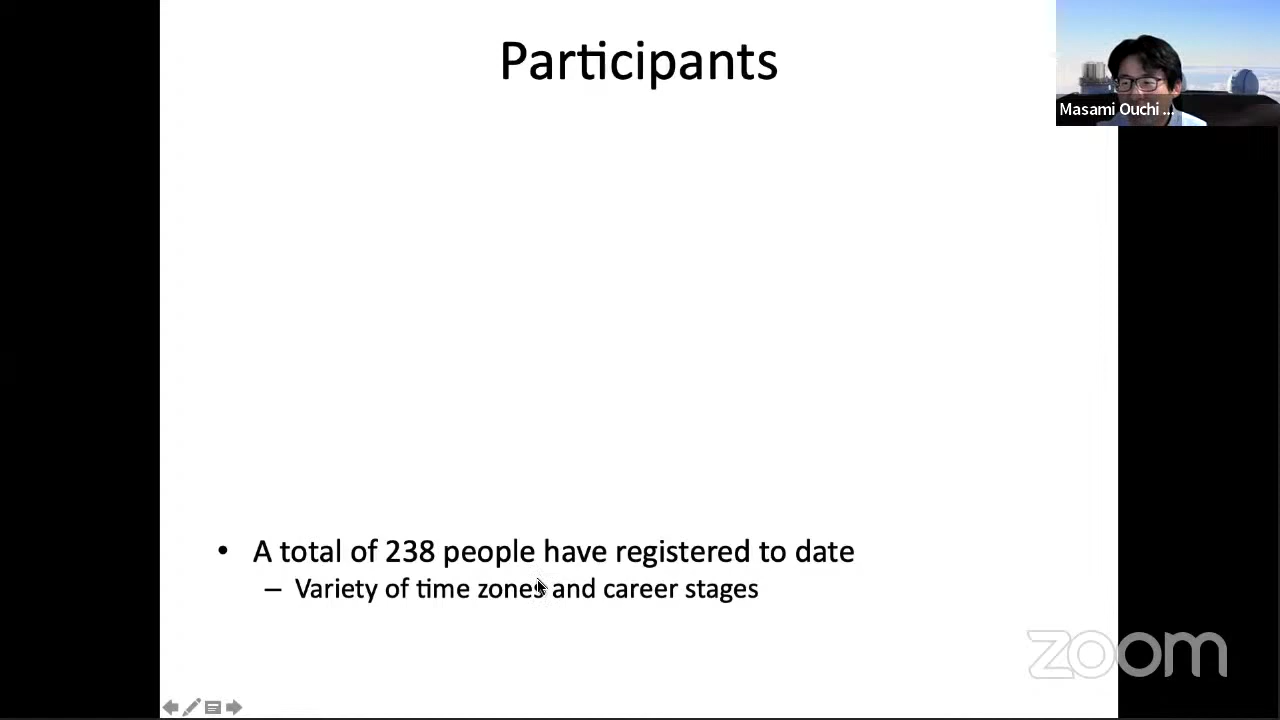 Participants
Masami Ouchi ...
• A total of 238 people have registered to date
– Variety of time zones and career stages
zoom